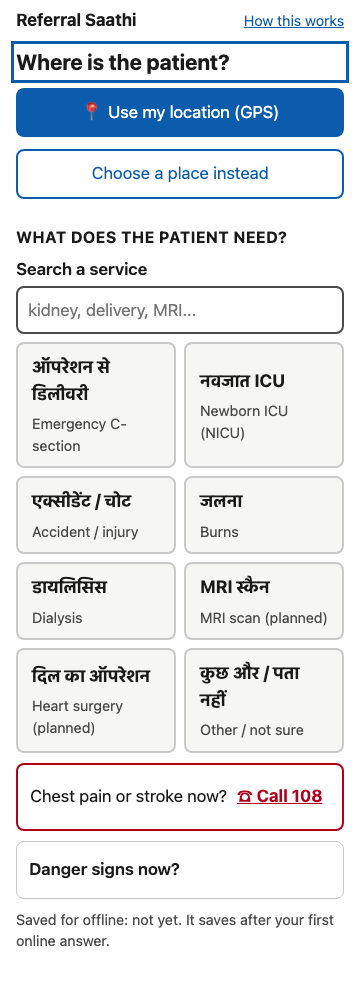 Referral Saathi
How this works
Where is the patient?
📍 Use my location (GPS)
Choose a place instead
WHAT DOES THE PATIENT NEED?
Search a service
kidney, delivery, MRI...
ऑपरेशन से
डिलीवरी
Emergency C-
section
नवजात ICU
Newborn ICU
(NICU)
एक्सीडेंट / चोट
Accident / injury
जलना
Burns
डायलिसिस
Dialysis
MRI स्कैन
MRI scan (planned)
दिल का ऑपरेशन
Heart surgery
(planned)
कुछ और / पता
नहीं
Other / not sure
Chest pain or stroke now? ☎ Call 108
Danger signs now?
Saved for offline: not yet. It saves after your first
online answer.